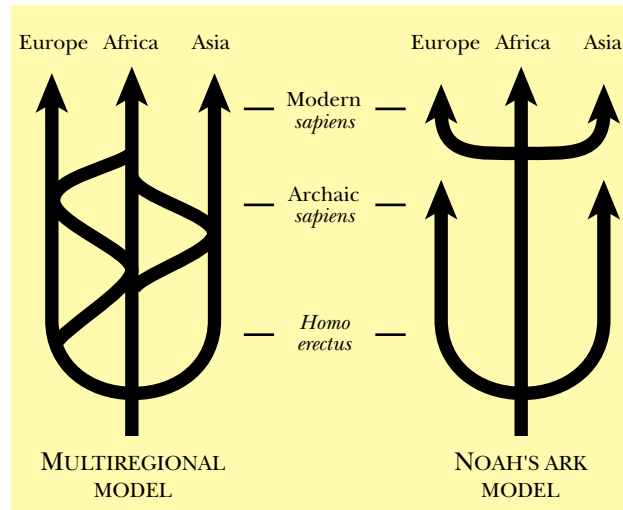 Europe Africa Asia
Europe Africa Asia
Modern
sapiens
Archaic
sapiens
Homo
erectus
MULTIREGIONAL
MODEL
NOAH'S ARK
MODEL